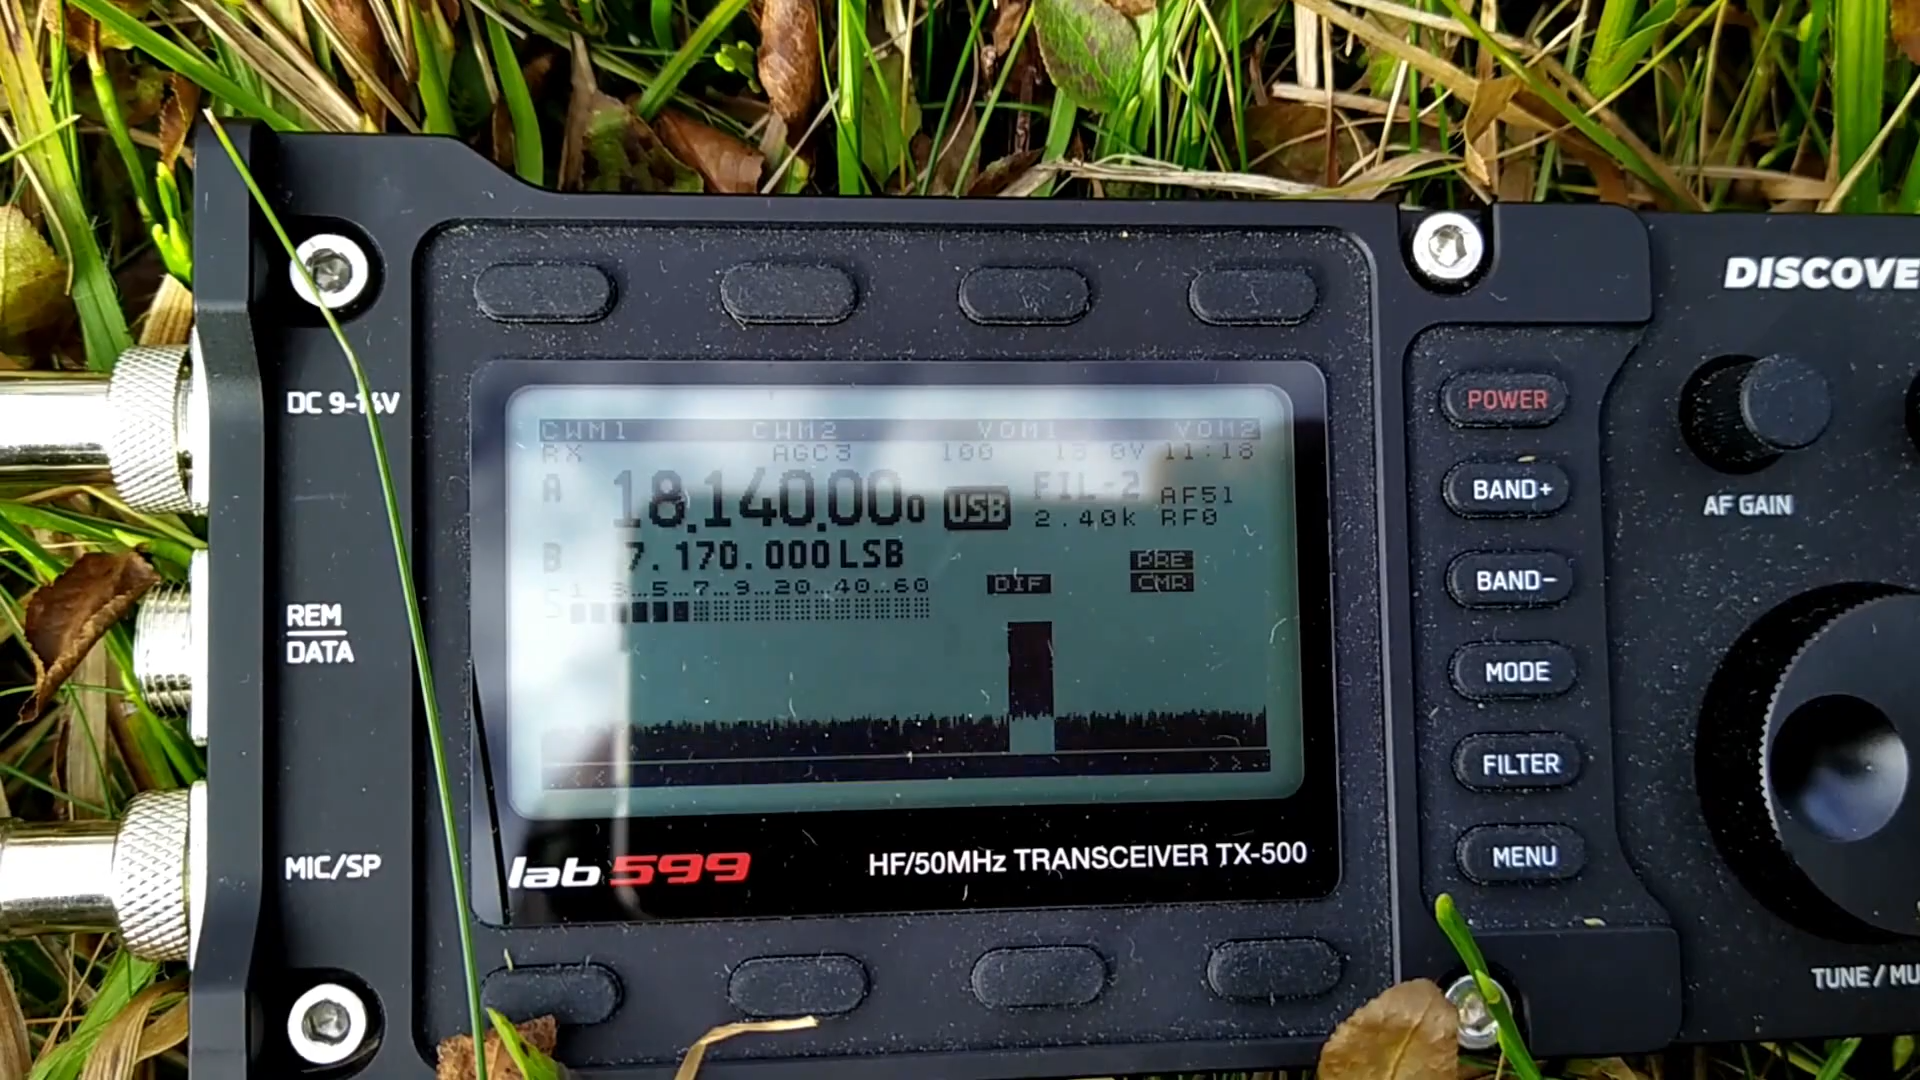 DISCOVE
DC 9-14V
REM
DATA
MIC/SP
CWM1 CWM2 VOM1 VOM2
RX AGC3 100 13.0V 11:18
A 18.140.000 USB FIL-2 AF51
2.40k RF0
B 7.170.000 LSB
PRE
DIF CMR
1..3..5..7..9..20..40..60
S
<< >>
lab599
HF/50MHz TRANSCEIVER TX-500
POWER
BAND+
BAND-
MODE
FILTER
MENU
AF GAIN
TUNE/MU